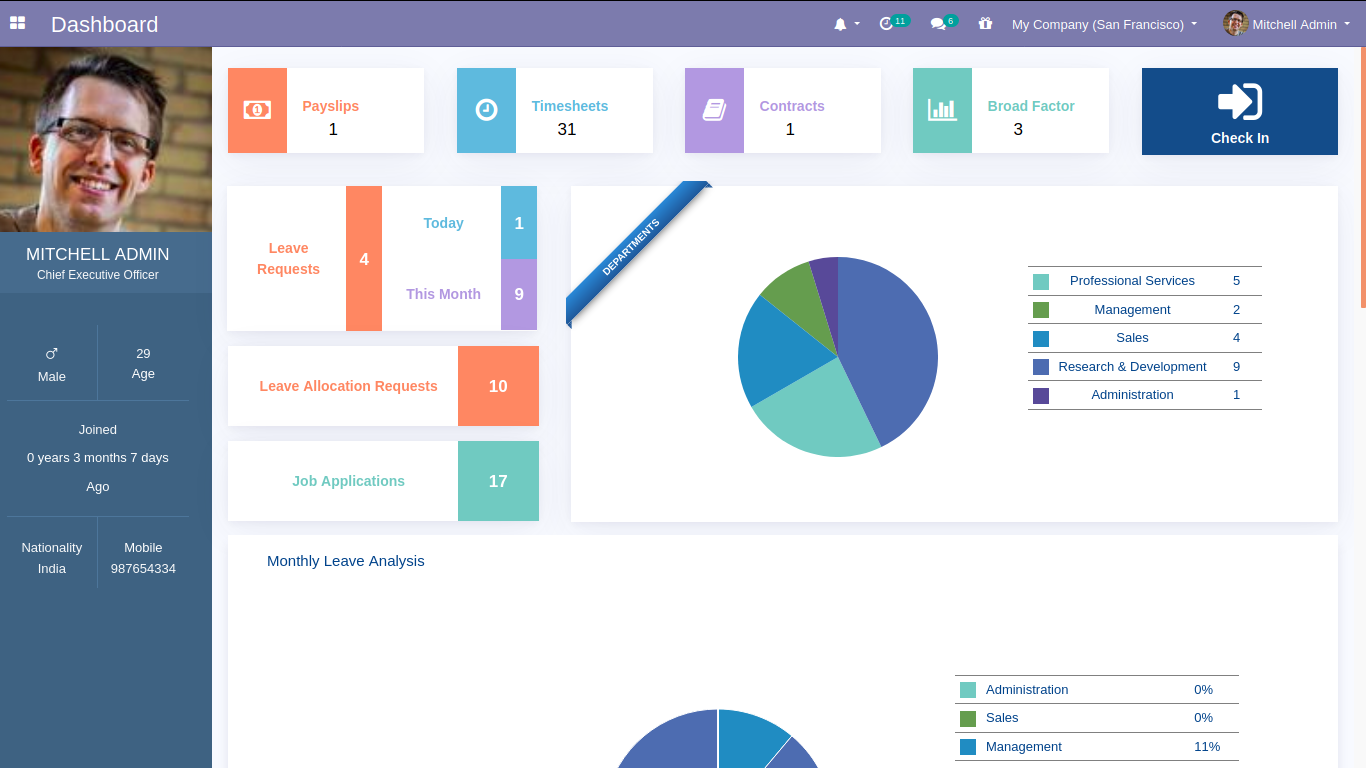 Dashboard
11
6
My Company (San Francisco)
Mitchell Admin
MITCHELL ADMIN
Chief Executive Officer
Male
29
Age
Joined
0 years 3 months 7 days
Ago
Nationality
India
Mobile
987654334
Payslips
1
Timesheets
31
Contracts
1
Broad Factor
3
Check In
Leave
Requests
4
Today
1
This Month
9
Leave Allocation Requests
10
Job Applications
17
DEPARTMENTS
Professional Services 5
Management 2
Sales 4
Research & Development 9
Administration 1
Monthly Leave Analysis
Administration 0%
Sales 0%
Management 11%